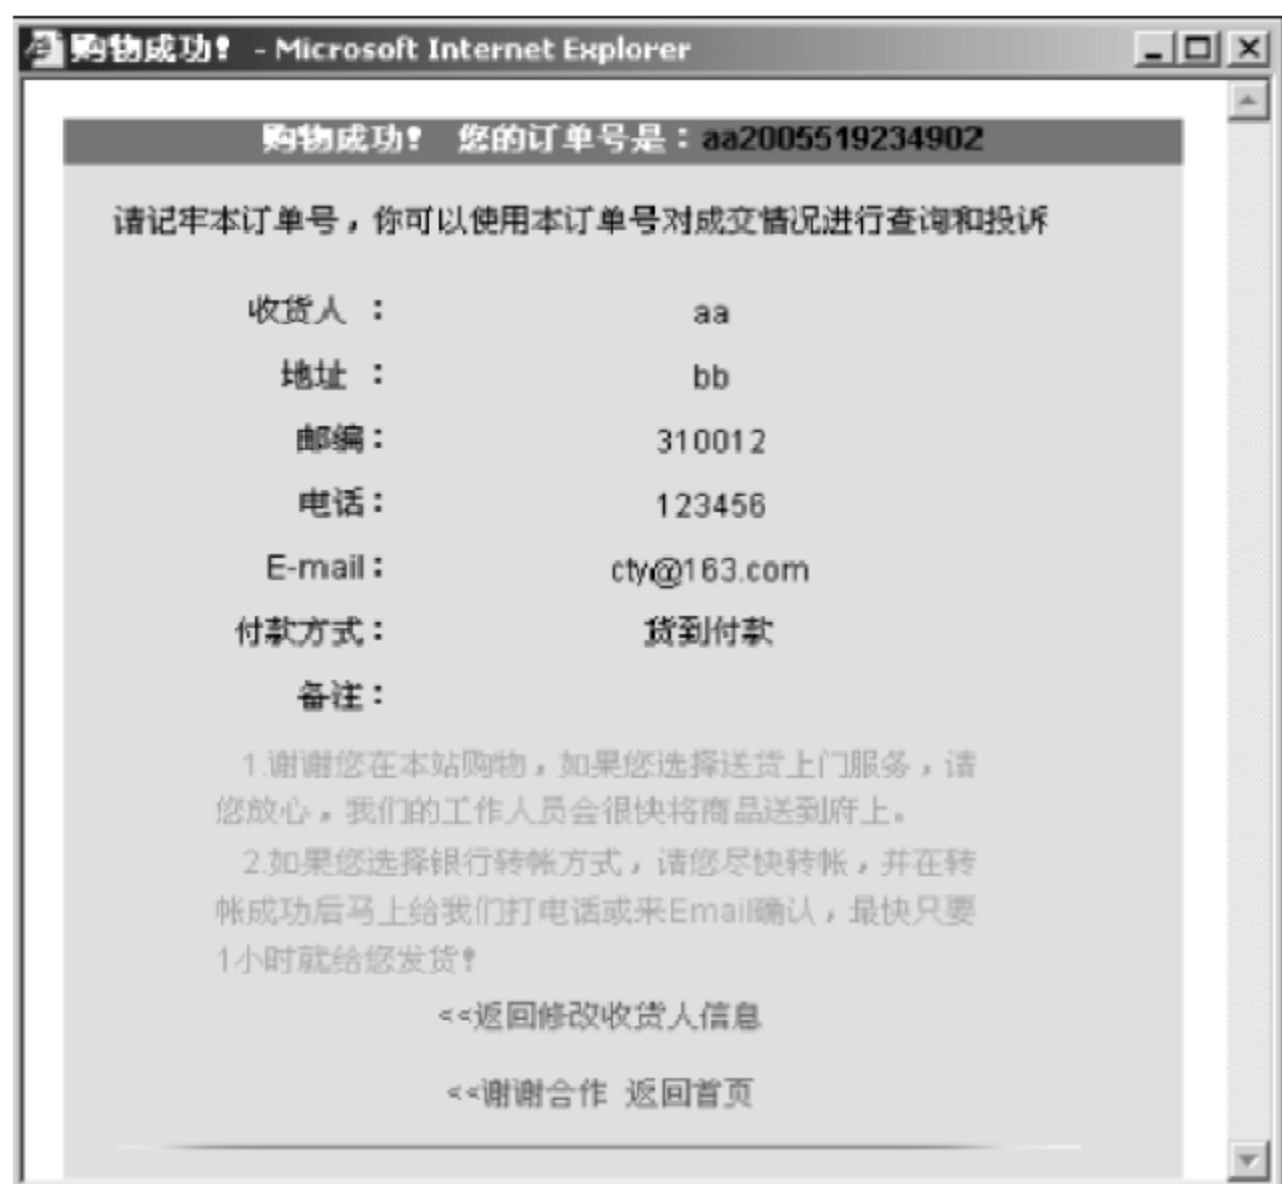 购物成功！ - Microsoft Internet Explorer
购物成功！ 您的订单号是：aa2005519234902
请记牢本订单号，你可以使用本订单号对成交情况进行查询和投诉
收货人 ： aa
地址 ： bb
邮编： 310012
电话： 123456
E-mail： cty@163.com
付款方式： 货到付款
备注：
1.谢谢您在本站购物，如果您选择送货上门服务，请
您放心，我们的工作人员会很快将商品送到府上。
2.如果您选择银行转帐方式，请您尽快转帐，并在转
帐成功后马上给我们打电话或来Email确认，最快只要
1小时就给您发货！
<<返回修改收货人信息
<<谢谢合作 返回首页